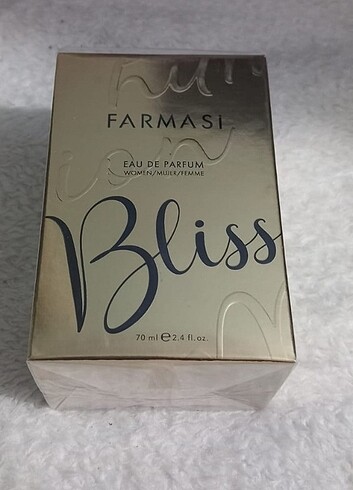 FARMASi
EAU DE PARFUM
WOMEN/MUJER/FEMME
Bliss
70 ml e 2.4 fl.oz.